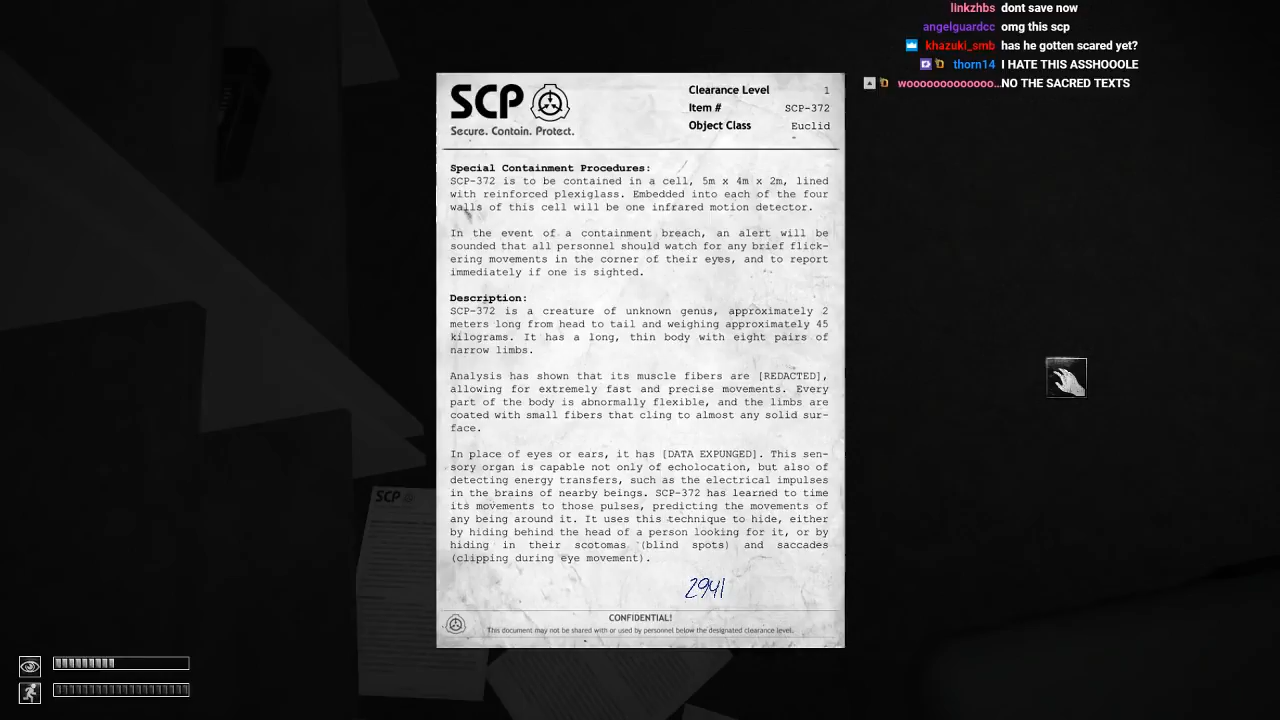 linkzhbs dont save now
angelguardcc omg this scp
khazuki_smb has he gotten scared yet?
thorn14 I HATE THIS ASSHOOOLE
wooooooooooooo... NO THE SACRED TEXTS
SCP
Secure. Contain. Protect.
Clearance Level 1
Item # SCP-372
Object Class Euclid
Special Containment Procedures:
SCP-372 is to be contained in a cell, 5m x 4m x 2m, lined
with reinforced plexiglass. Embedded into each of the four
walls of this cell will be one infrared motion detector.
In the event of a containment breach, an alert will be
sounded that all personnel should watch for any brief flick-
ering movements in the corner of their eyes, and to report
immediately if one is sighted.
Description:
SCP-372 is a creature of unknown genus, approximately 2
meters long from head to tail and weighing approximately 45
kilograms. It has a long, thin body with eight pairs of
narrow limbs.
Analysis has shown that its muscle fibers are [REDACTED],
allowing for extremely fast and precise movements. Every
part of the body is abnormally flexible, and the limbs are
coated with small fibers that cling to almost any solid sur-
face.
In place of eyes or ears, it has [DATA EXPUNGED]. This sen-
sory organ is capable not only of echolocation, but also of
detecting energy transfers, such as the electrical impulses
in the brains of nearby beings. SCP-372 has learned to time
its movements to those pulses, predicting the movements of
any being around it. It uses this technique to hide, either
by hiding behind the head of a person looking for it, or by
hiding in their scotomas (blind spots) and saccades
(clipping during eye movement).
2941
CONFIDENTIAL!
This document may not be shared with or used by personnel below the designated clearance level.
SCP